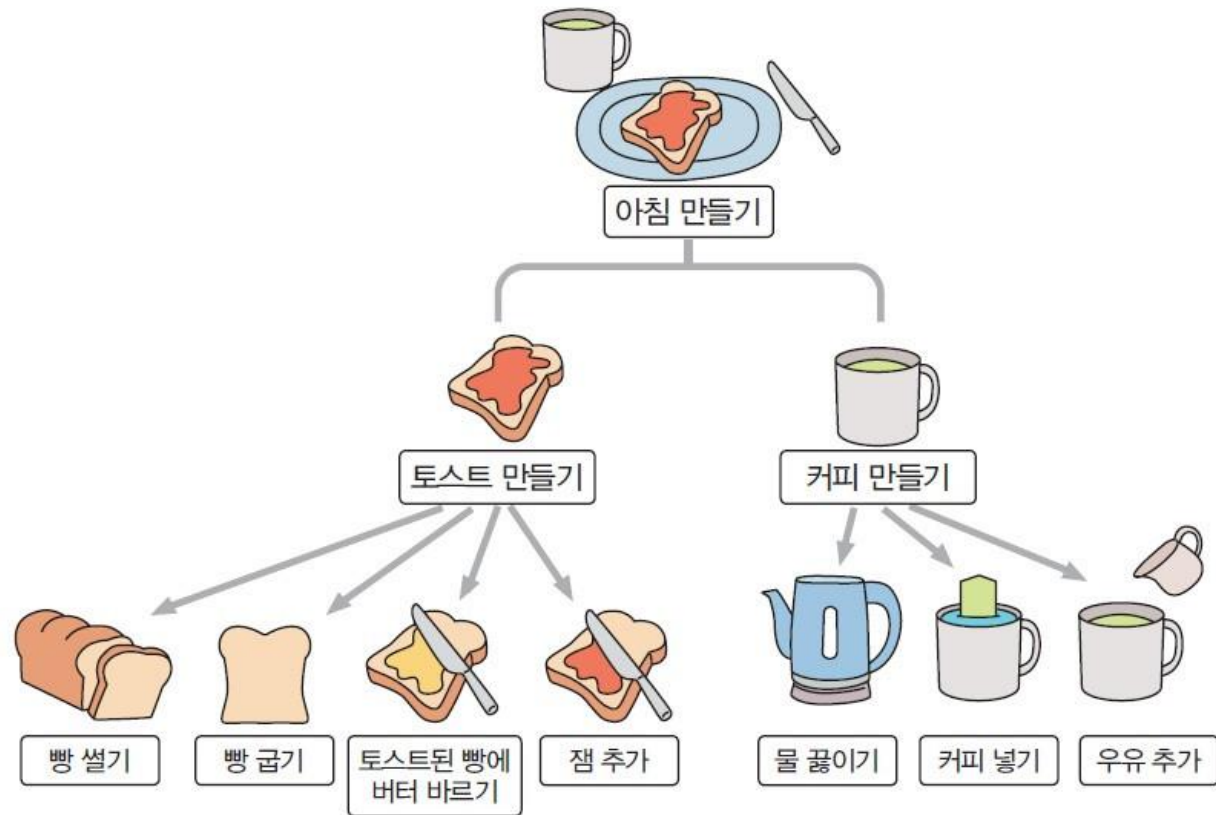 아침 만들기
토스트 만들기
커피 만들기
빵 썰기
빵 굽기
토스트된 빵에
버터 바르기
잼 추가
물 끓이기
커피 넣기
우유 추가